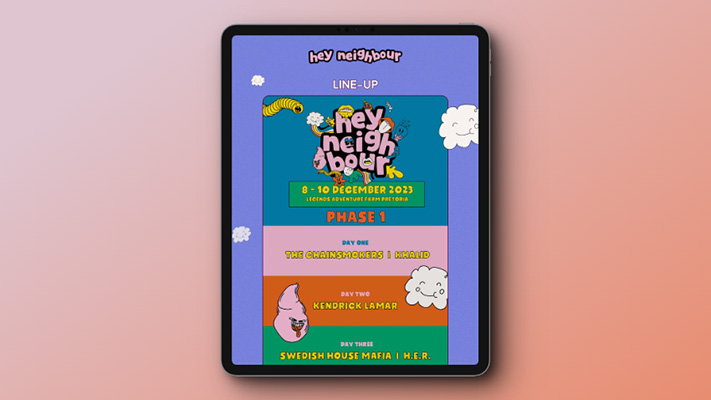 hey neighbour
LINE-UP
hey
neigh
bour
8 - 10 DECEMBER 2023
LEGENDS ADVENTURE FARM PRETORIA
PHASE 1
DAY ONE
THE CHAINSMOKERS | KHALID
DAY TWO
KENDRICK LAMAR
DAY THREE
SWEDISH HOUSE MAFIA | H.E.R.